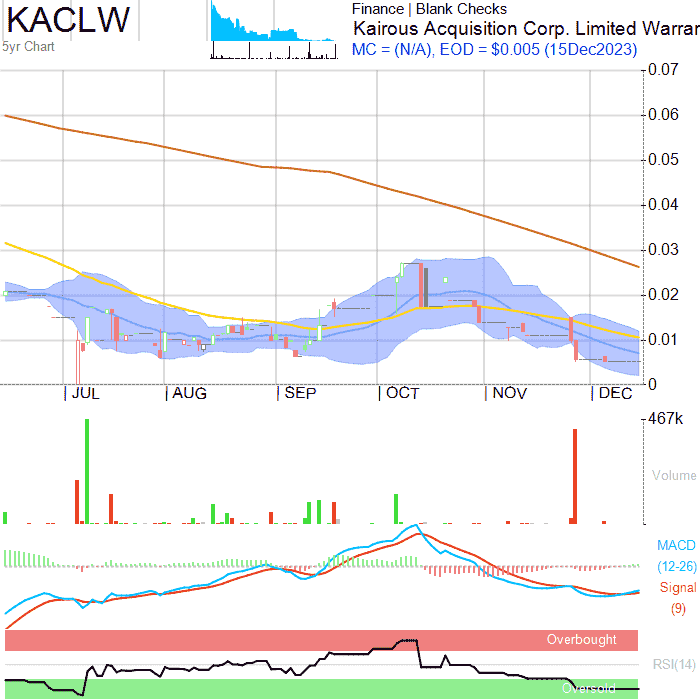 KACLW
5yr Chart
Finance | Blank Checks
Kairous Acquisition Corp. Limited Warrar
MC = (N/A), EOD = $0.005 (15Dec2023)
0.07
0.06
0.05
0.04
0.03
0.02
0.01
0
JUL AUG SEP OCT NOV DEC
467k
Volume
MACD
(12-26)
Signal
(9)
Overbought
RSI(14)
Oversold